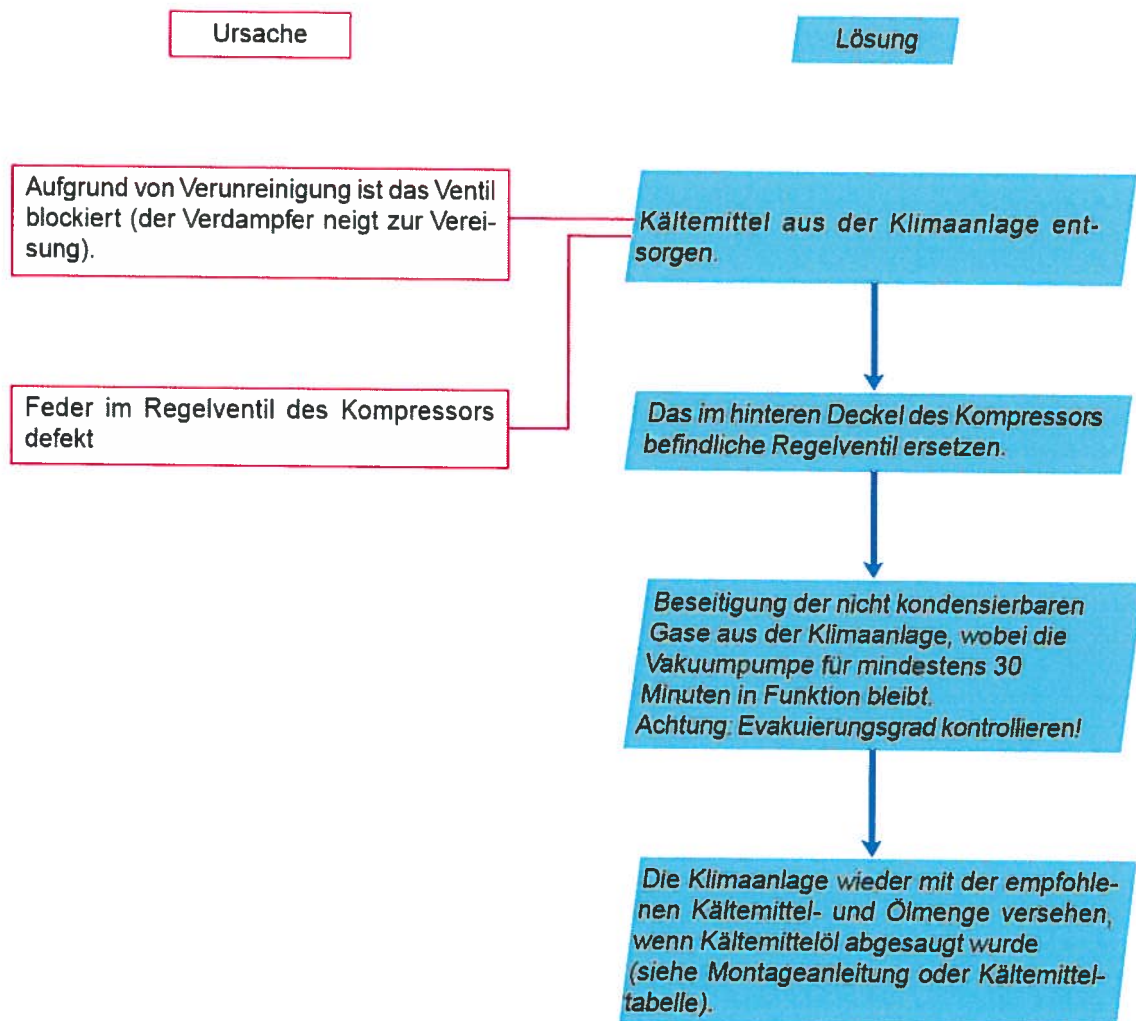 Ursache
Lösung
Aufgrund von Verunreinigung ist das Ventil
blockiert (der Verdampfer neigt zur Verei-
sung).
Kältemittel aus der Klimaanlage ent-
sorgen.
Feder im Regelventil des Kompressors
defekt
Das im hinteren Deckel des Kompressors
befindliche Regelventil ersetzen.
Beseitigung der nicht kondensierbaren
Gase aus der Klimaanlage, wobei die
Vakuumpumpe für mindestens 30
Minuten in Funktion bleibt.
Achtung: Evakuierungsgrad kontrollieren!
Die Klimaanlage wieder mit der empfohle-
nen Kältemittel- und Ölmenge versehen,
wenn Kältemittelöl abgesaugt wurde
(siehe Montageanleitung oder Kältemittel-
tabelle).